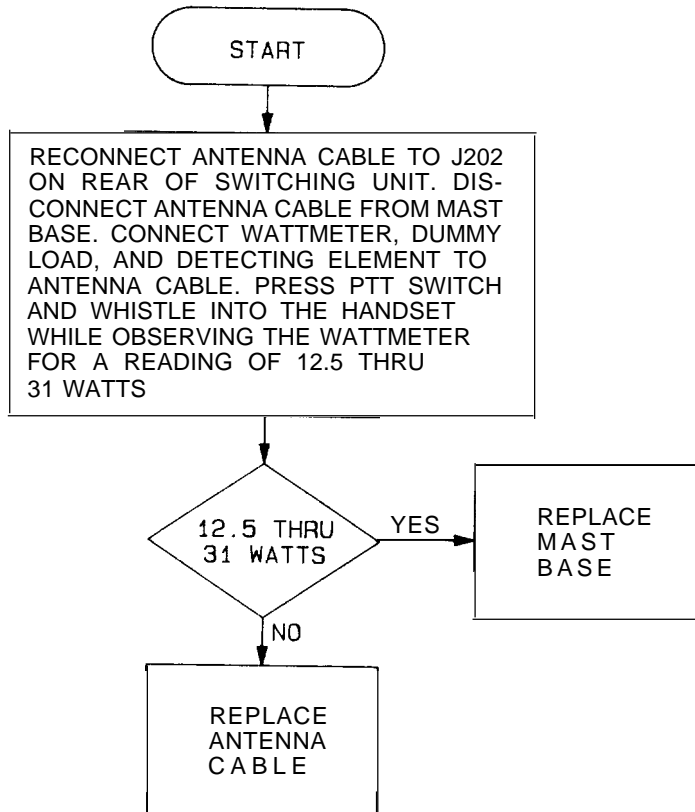 START
RECONNECT ANTENNA CABLE TO J202
ON REAR OF SWITCHING UNIT. DIS-
CONNECT ANTENNA CABLE FROM MAST
BASE. CONNECT WATTMETER, DUMMY
LOAD, AND DETECTING ELEMENT TO
ANTENNA CABLE. PRESS PTT SWITCH
AND WHISTLE INTO THE HANDSET
WHILE OBSERVING THE WATTMETER
FOR A READING OF 12.5 THRU
31 WATTS
12.5 THRU
31 WATTS
YES
REPLACE
MAST
BASE
NO
REPLACE
ANTENNA
CABLE